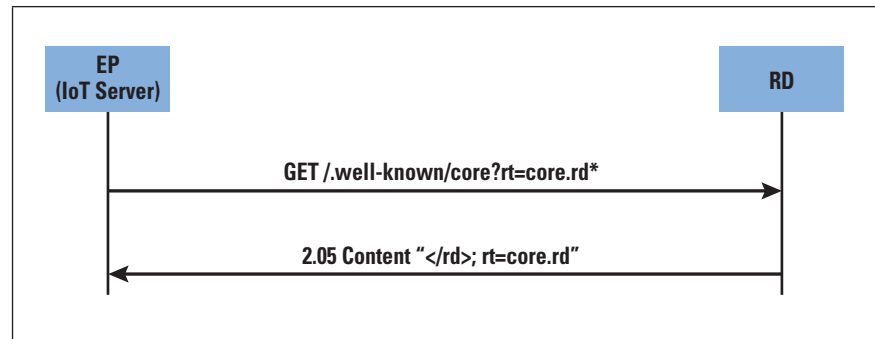 EP
(IoT Server)
RD
GET /.well-known/core?rt=core.rd*
2.05 Content “</rd>; rt=core.rd”